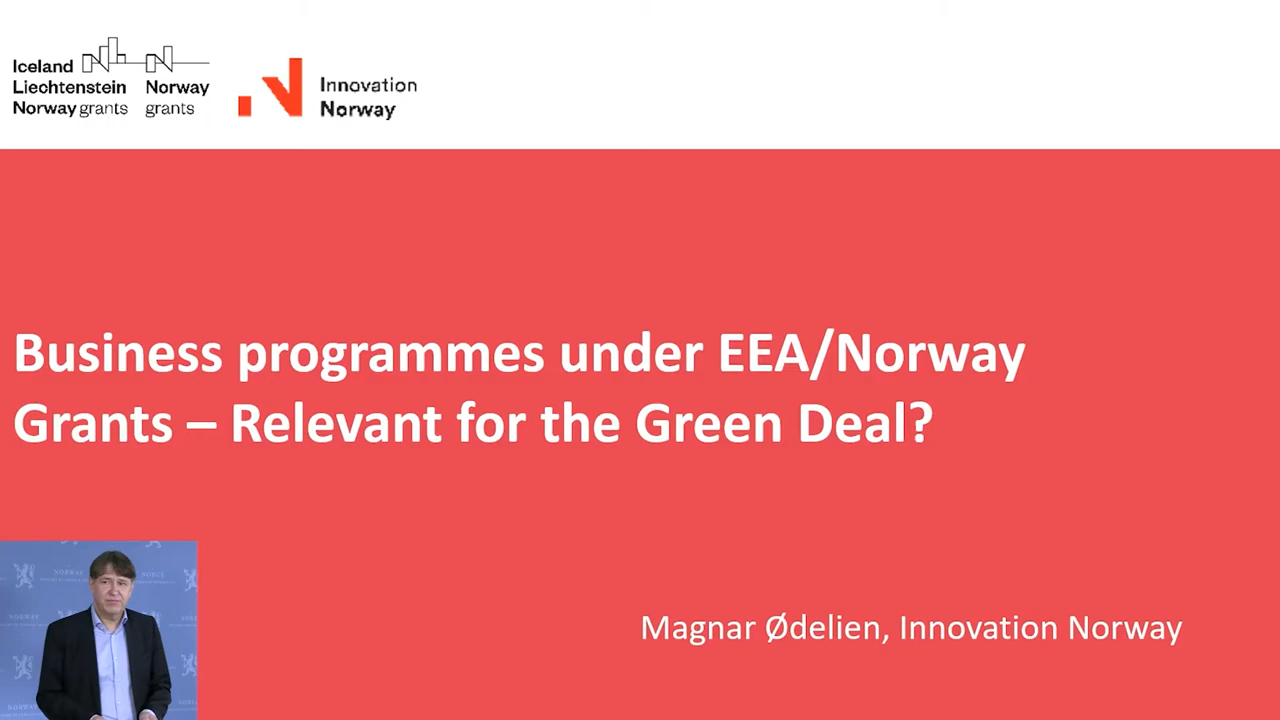 Iceland
Liechtenstein
Norway grants
Norway
grants
Innovation
Norway
Business programmes under EEA/Norway
Grants – Relevant for the Green Deal?
NORWAY
Magnar Ødelien, Innovation Norway